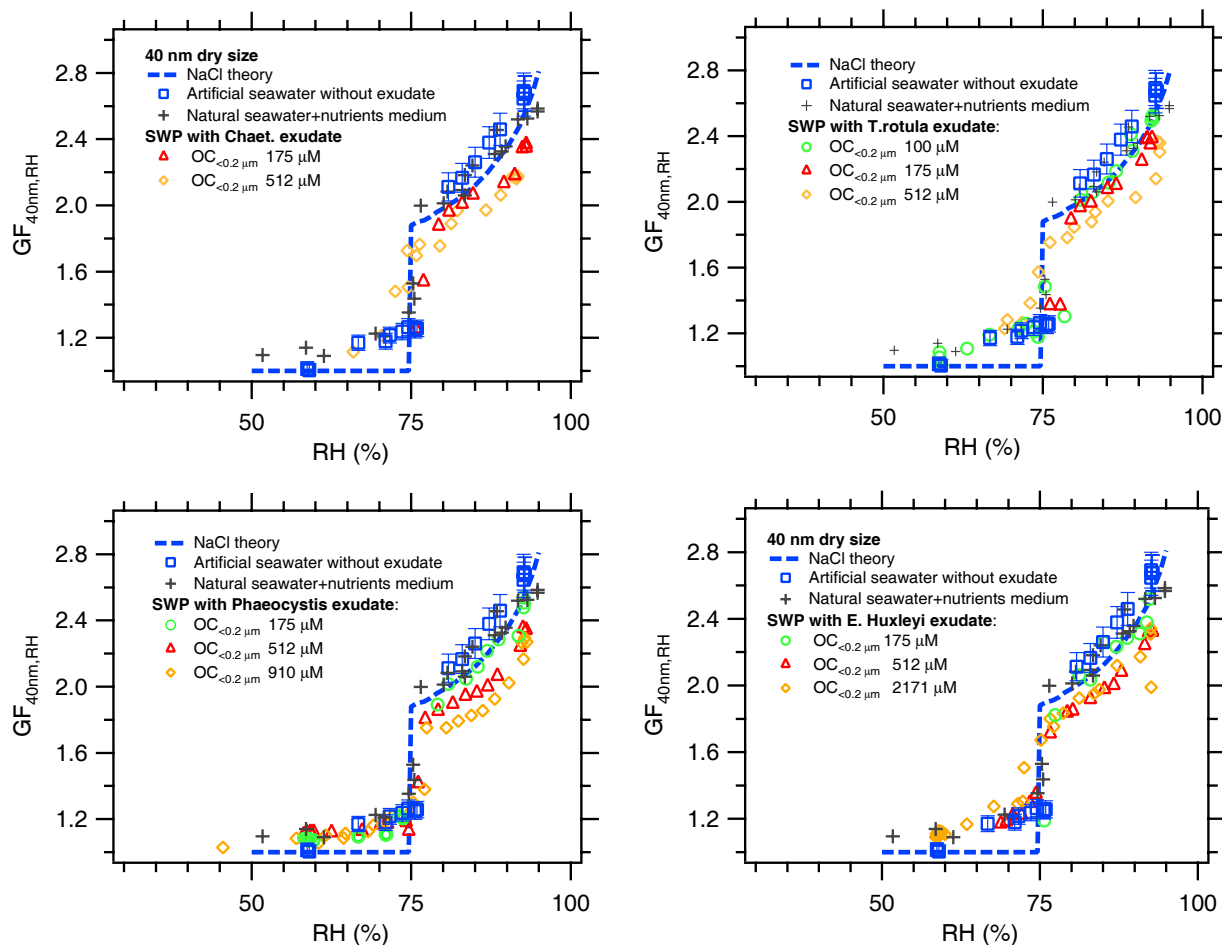 40 nm dry size
NaCl theory
Artificial seawater without exudate
Natural seawater+nutrients medium
SWP with Chaet. exudate
OC<0.2 μm 175 μM
OC<0.2 μm 512 μM
GF40nm,RH
2.8
2.4
2.0
1.6
1.2
50
75
100
RH (%)
NaCl theory
Artificial seawater without exudate
Natural seawater+nutrients medium
SWP with T.rotula exudate:
OC<0.2 μm 100 μM
OC<0.2 μm 175 μM
OC<0.2 μm 512 μM
GF40nm,RH
2.8
2.4
2.0
1.6
1.2
50
75
100
RH (%)
NaCl theory
Artificial seawater without exudate
Natural seawater+nutrients medium
SWP with Phaeocystis exudate:
OC<0.2 μm 175 μM
OC<0.2 μm 512 μM
OC<0.2 μm 910 μM
GF40nm,RH
2.8
2.4
2.0
1.6
1.2
50
75
100
RH (%)
40 nm dry size
NaCl theory
Artificial seawater without exudate
Natural seawater+nutrients medium
SWP with E. Huxleyi exudate:
OC<0.2 μm 175 μM
OC<0.2 μm 512 μM
OC<0.2 μm 2171 μM
GF40nm,RH
2.8
2.4
2.0
1.6
1.2
50
75
100
RH (%)